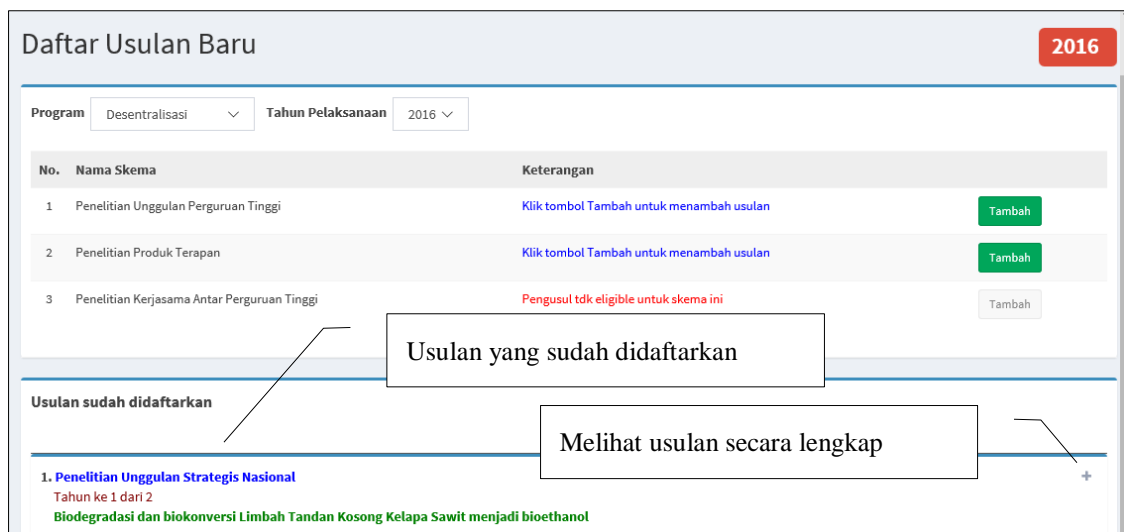 Daftar Usulan Baru
2016
Program Desentralisasi Tahun Pelaksanaan 2016
No. Nama Skema Keterangan
1 Penelitian Unggulan Perguruan Tinggi Klik tombol Tambah untuk menambah usulan Tambah
2 Penelitian Produk Terapan Klik tombol Tambah untuk menambah usulan Tambah
3 Penelitian Kerjasama Antar Perguruan Tinggi Pengusul tdk eligible untuk skema ini Tambah
Usulan yang sudah didaftarkan
Usulan sudah didaftarkan
Melihat usulan secara lengkap
1. Penelitian Unggulan Strategis Nasional +
Tahun ke 1 dari 2
Biodegradasi dan biokonversi Limbah Tandan Kosong Kelapa Sawit menjadi bioethanol